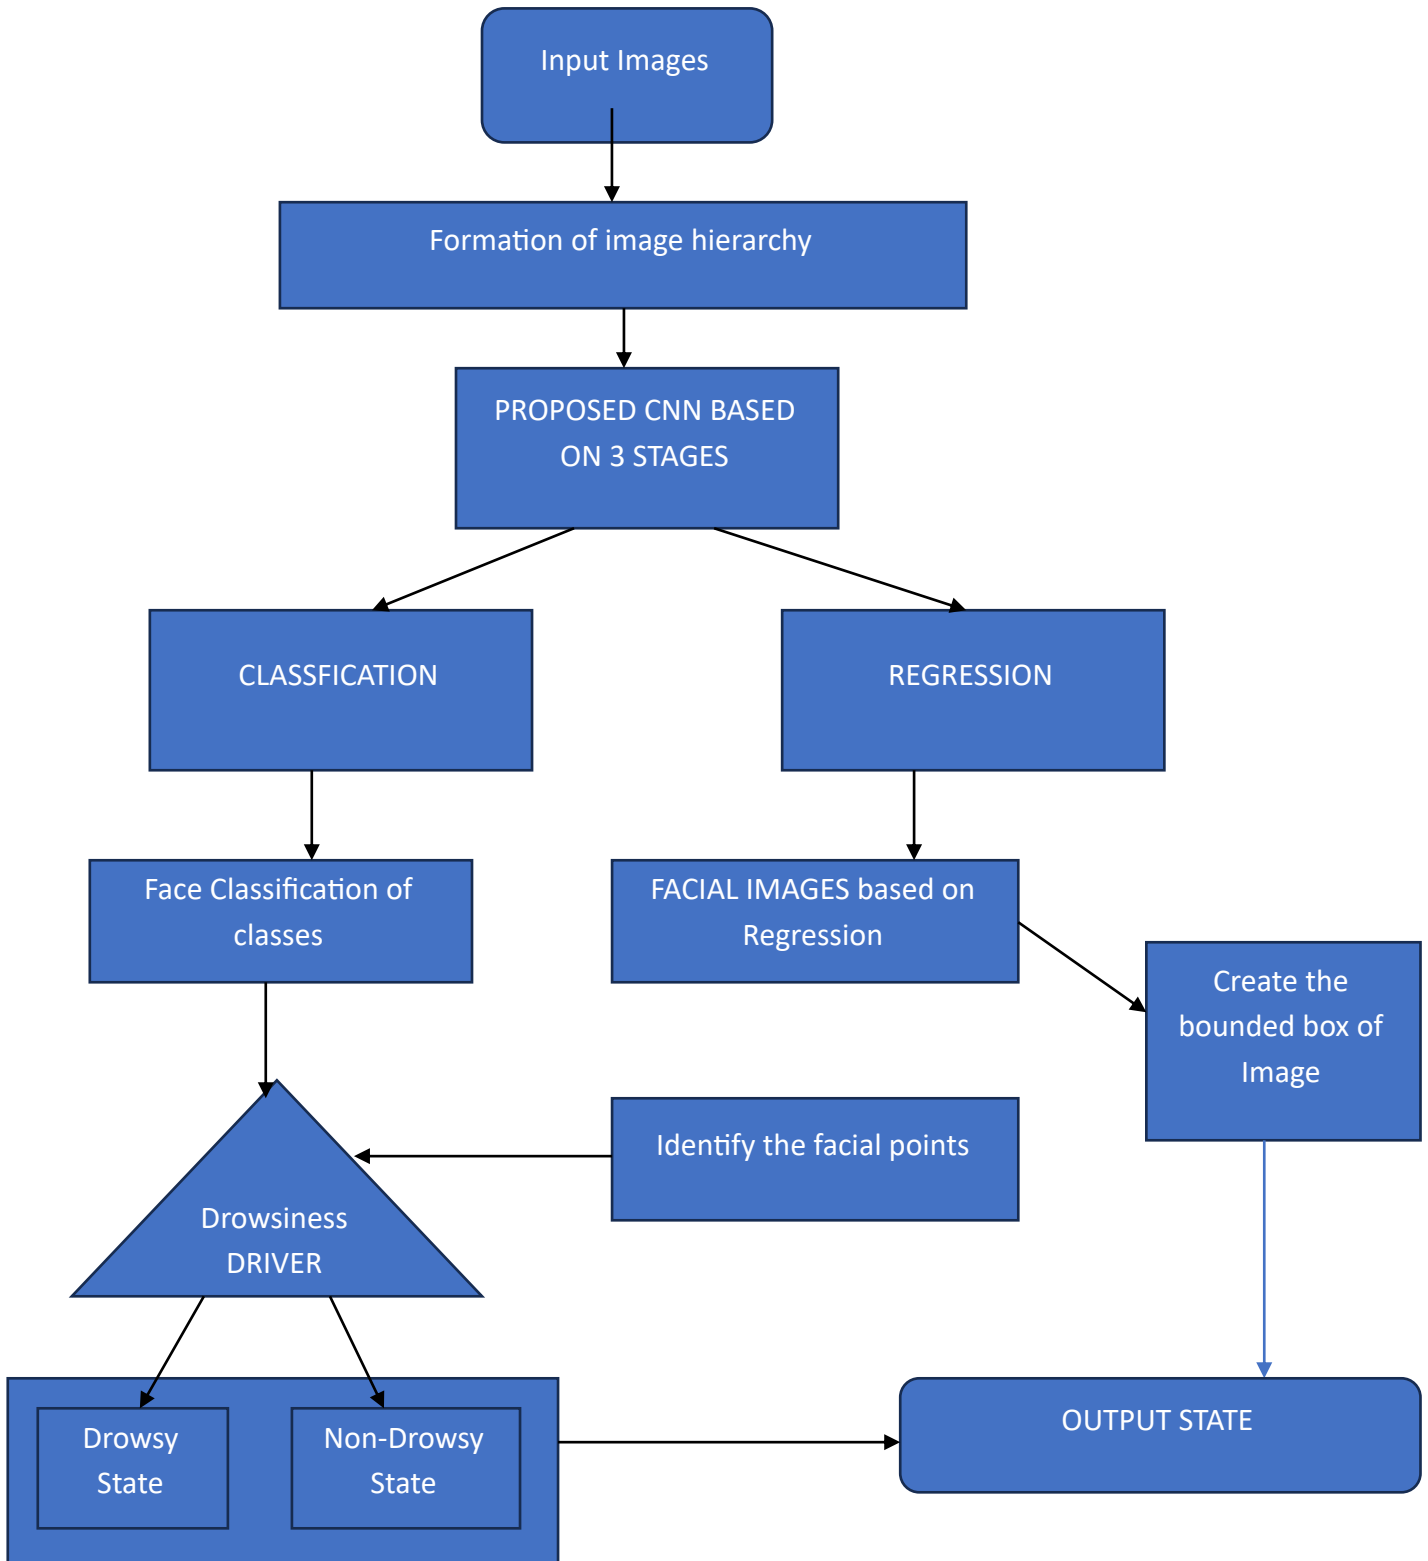 Input Images
Formation of image hierarchy
PROPOSED CNN BASED
ON 3 STAGES
CLASSFICATION
REGRESSION
Face Classification of
classes
FACIAL IMAGES based on
Regression
Create the
bounded box of
Image
Identify the facial points
Drowsiness
DRIVER
Drowsy
State
Non-Drowsy
State
OUTPUT STATE